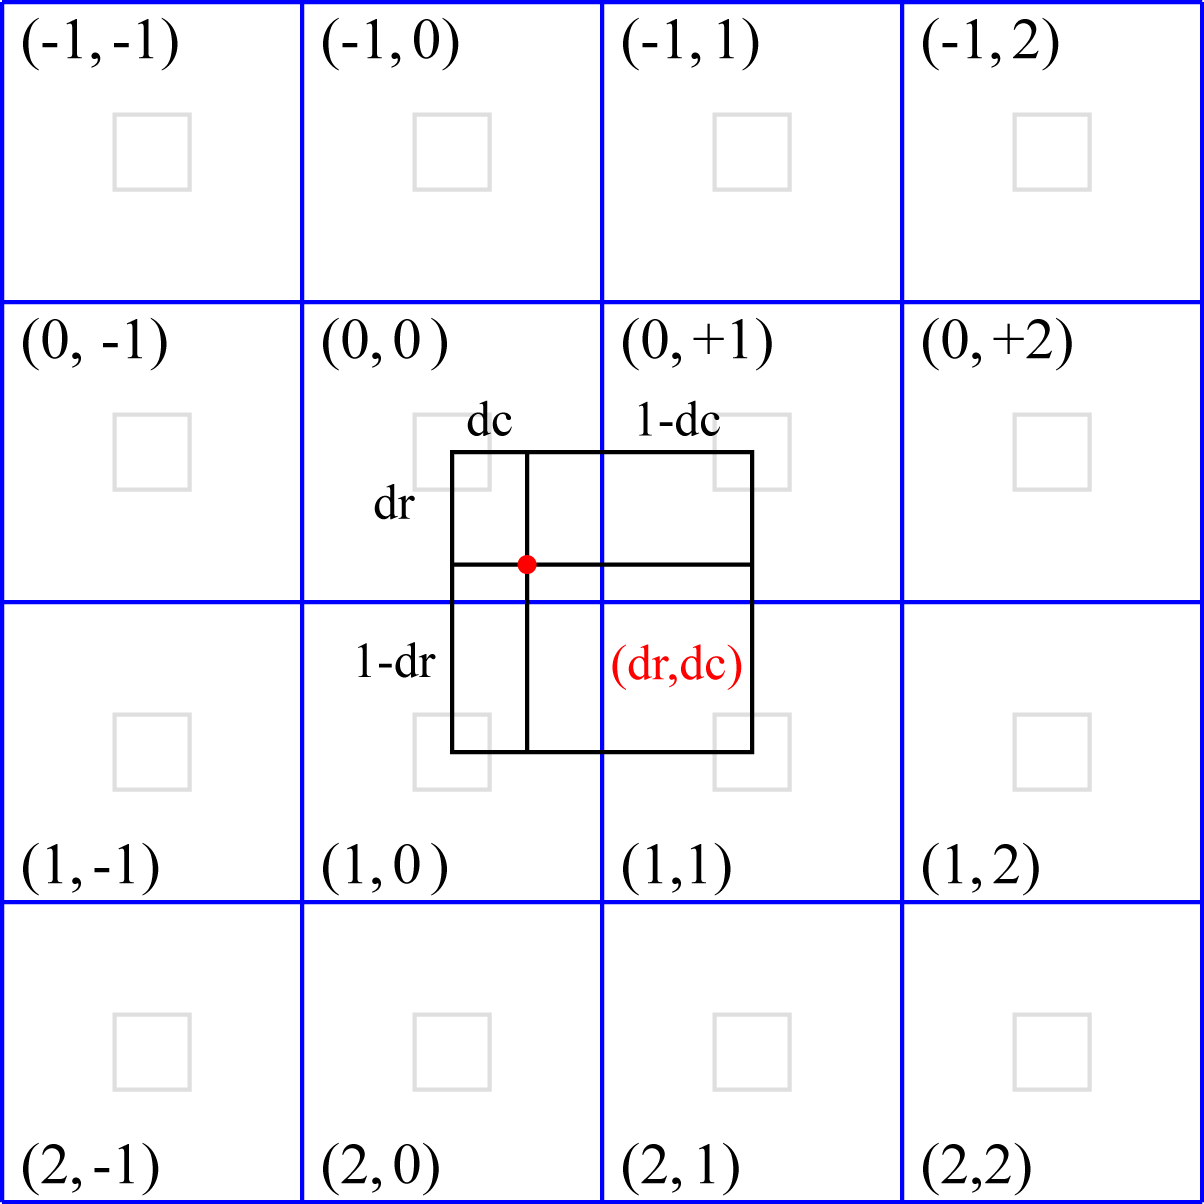 (-1, -1) (-1, 0) (-1, 1) (-1, 2)
(0, -1) (0, 0 ) (0, +1) (0, +2)
dc 1-dc
dr
1-dr (dr,dc)
(1, -1) (1, 0 ) (1,1) (1, 2)
(2, -1) (2, 0) (2, 1) (2,2)